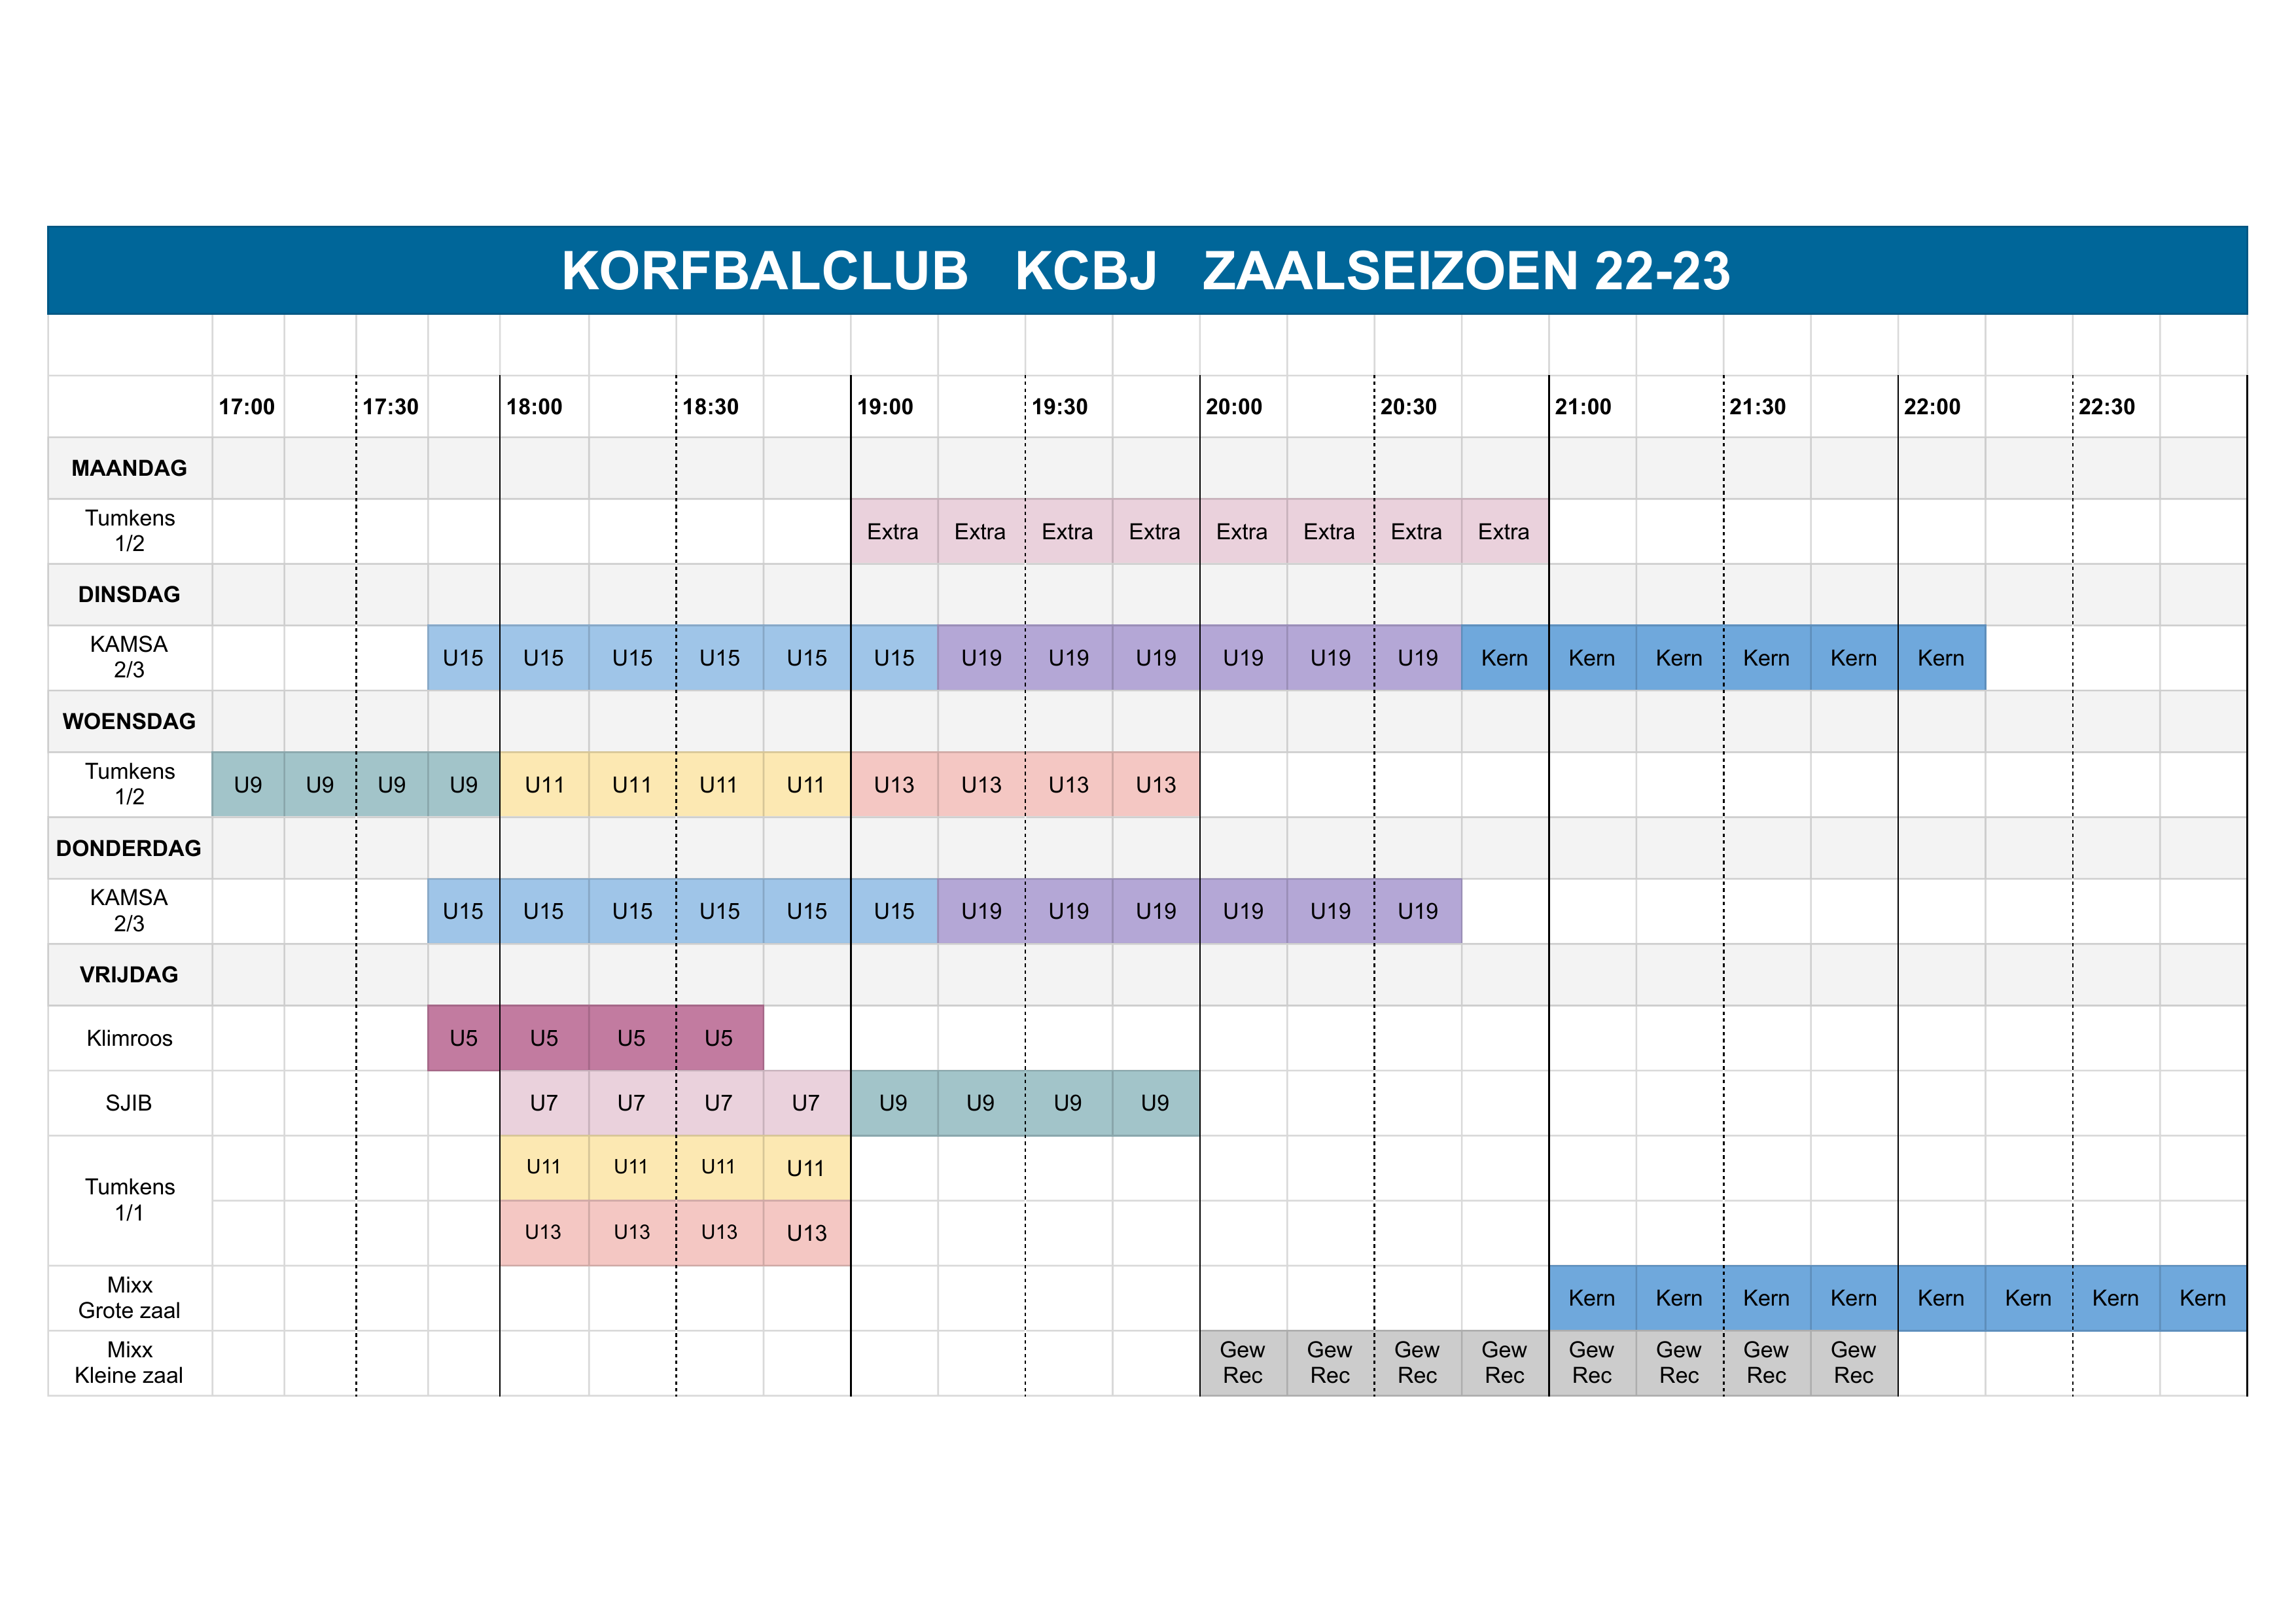 KORFBALCLUB KCBJ ZAALSEIZOEN 22-23
17:00 17:30 18:00 18:30 19:00 19:30 20:00 20:30 21:00 21:30 22:00 22:30
MAANDAG
Tumkens
1/2
Extra Extra Extra Extra Extra Extra Extra Extra
DINSDAG
KAMSA
2/3
U15 U15 U15 U15 U15 U15 U19 U19 U19 U19 U19 U19 Kern Kern Kern Kern Kern Kern
WOENSDAG
Tumkens
1/2
U9 U9 U9 U9 U11 U11 U11 U11 U13 U13 U13 U13
DONDERDAG
KAMSA
2/3
U15 U15 U15 U15 U15 U15 U19 U19 U19 U19 U19 U19
VRIJDAG
Klimroos U5 U5 U5 U5
SJIB U7 U7 U7 U7 U9 U9 U9 U9
Tumkens
1/1
U11 U11 U11 U11
U13 U13 U13 U13
Mixx
Grote zaal
Kern Kern Kern Kern Kern Kern Kern Kern
Mixx
Kleine zaal
Gew Gew Gew Gew Gew Gew Gew Gew
Rec Rec Rec Rec Rec Rec Rec Rec